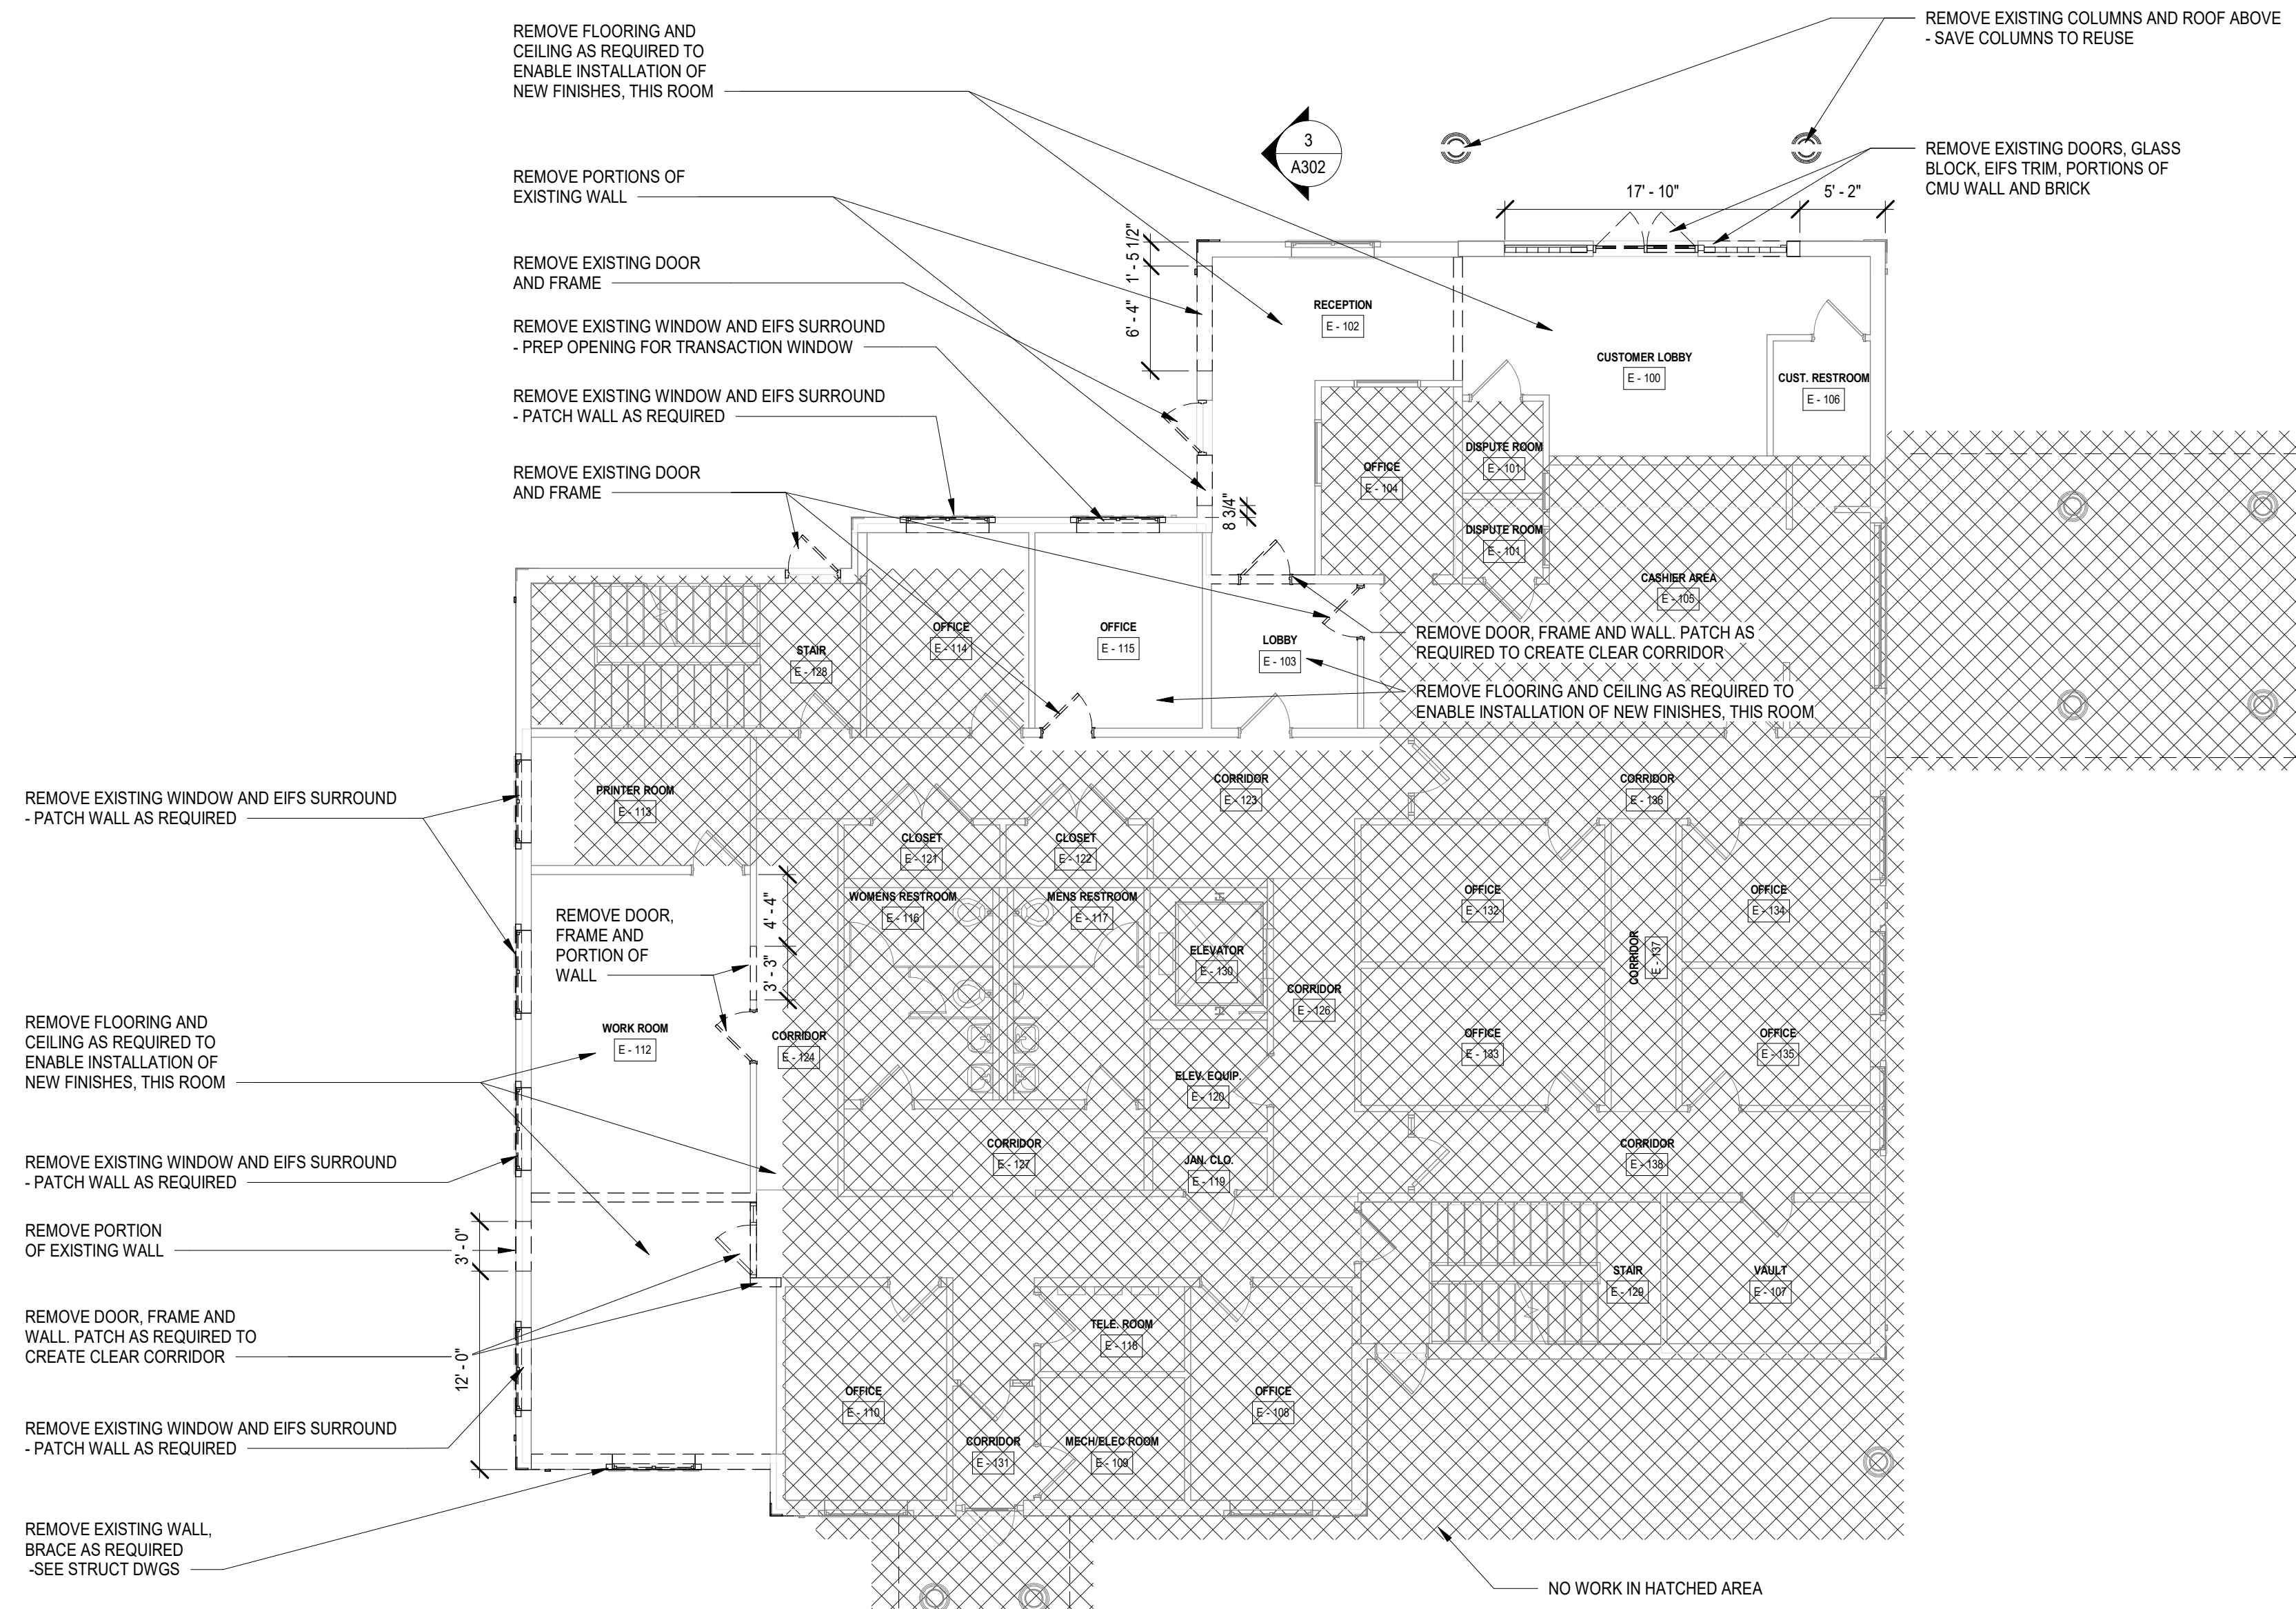 REMOVE FLOORING AND
CEILING AS REQUIRED TO
ENABLE INSTALLATION OF
NEW FINISHES, THIS ROOM
REMOVE EXISTING COLUMNS AND ROOF ABOVE
- SAVE COLUMNS TO REUSE
3
A302
REMOVE EXISTING DOORS, GLASS
BLOCK, EIFS TRIM, PORTIONS OF
CMU WALL AND BRICK
REMOVE PORTIONS OF
EXISTING WALL
17' - 10"
5' - 2"
1' - 5 1/2"
6' - 4"
REMOVE EXISTING DOOR
AND FRAME
REMOVE EXISTING WINDOW AND EIFS SURROUND
- PREP OPENING FOR TRANSACTION WINDOW
REMOVE EXISTING WINDOW AND EIFS SURROUND
- PATCH WALL AS REQUIRED
REMOVE EXISTING DOOR
AND FRAME
RECEPTION
E - 102
CUSTOMER LOBBY
E - 100
CUST. RESTROOM
E - 106
DISPUTE ROOM
E - 101
OFFICE
E - 104
8 3/4"
DISPUTE ROOM
E - 101
CASHIER AREA
E - 105
OFFICE
E - 114
OFFICE
E - 115
LOBBY
E - 103
STAIR
E - 128
REMOVE DOOR, FRAME AND WALL. PATCH AS
REQUIRED TO CREATE CLEAR CORRIDOR
REMOVE FLOORING AND CEILING AS REQUIRED TO
ENABLE INSTALLATION OF NEW FINISHES, THIS ROOM
REMOVE EXISTING WINDOW AND EIFS SURROUND
- PATCH WALL AS REQUIRED
PRINTER ROOM
E - 113
CORRIDOR
E - 123
CORRIDOR
E - 136
CLOSET
E - 121
CLOSET
E - 122
WOMENS RESTROOM
E - 116
MENS RESTROOM
E - 117
OFFICE
E - 132
OFFICE
E - 134
REMOVE DOOR,
FRAME AND
PORTION OF
WALL
4' - 4"
3' - 3"
ELEVATOR
E - 130
CORRIDOR
E - 137
CORRIDOR
E - 126
REMOVE FLOORING AND
CEILING AS REQUIRED TO
ENABLE INSTALLATION OF
NEW FINISHES, THIS ROOM
WORK ROOM
E - 112
CORRIDOR
E - 124
OFFICE
E - 133
OFFICE
E - 135
ELEV. EQUIP.
E - 120
CORRIDOR
E - 127
JAN. CLO.
E - 119
CORRIDOR
E - 138
REMOVE EXISTING WINDOW AND EIFS SURROUND
- PATCH WALL AS REQUIRED
REMOVE PORTION
OF EXISTING WALL
3' - 0"
STAIR
E - 129
VAULT
E - 107
REMOVE DOOR, FRAME AND
WALL. PATCH AS REQUIRED TO
CREATE CLEAR CORRIDOR
12' - 0"
TELE. ROOM
E - 118
OFFICE
E - 110
OFFICE
E - 108
REMOVE EXISTING WINDOW AND EIFS SURROUND
- PATCH WALL AS REQUIRED
CORRIDOR
E - 131
MECH/ELEC ROOM
E - 109
REMOVE EXISTING WALL,
BRACE AS REQUIRED
-SEE STRUCT DWGS
NO WORK IN HATCHED AREA